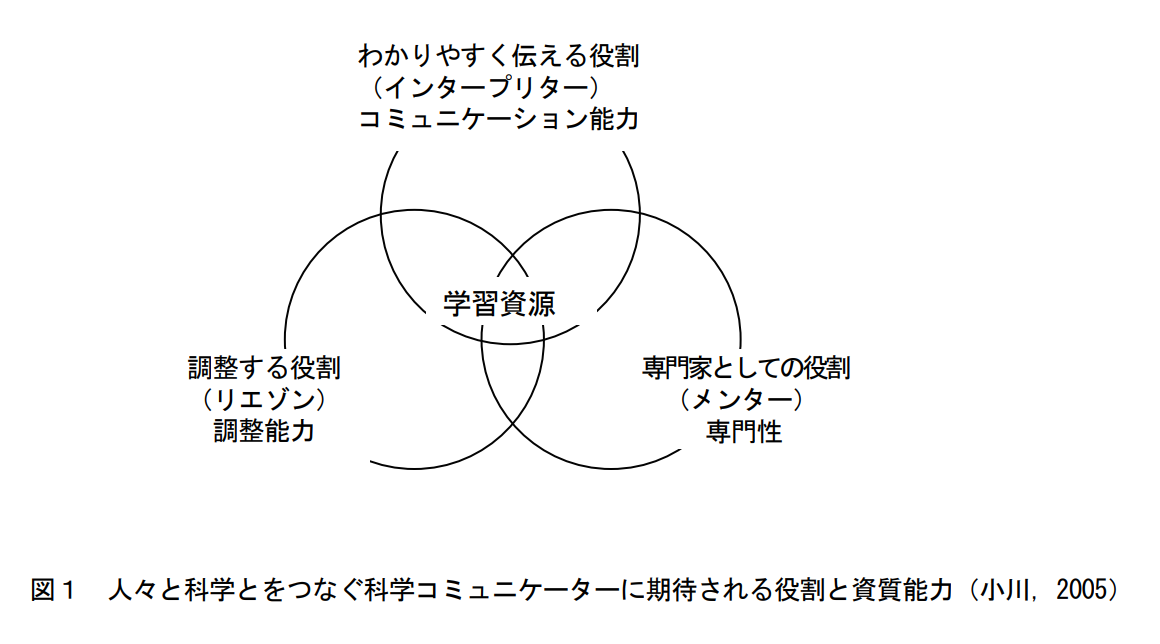 わかりやすく伝える役割
（インタープリター）
コミュニケーション能力
学習資源
調整する役割
（リエゾン）
調整能力
専門家としての役割
（メンター）
専門性
図１　人々と科学とをつなぐ科学コミュニケーターに期待される役割と資質能力（小川，2005）